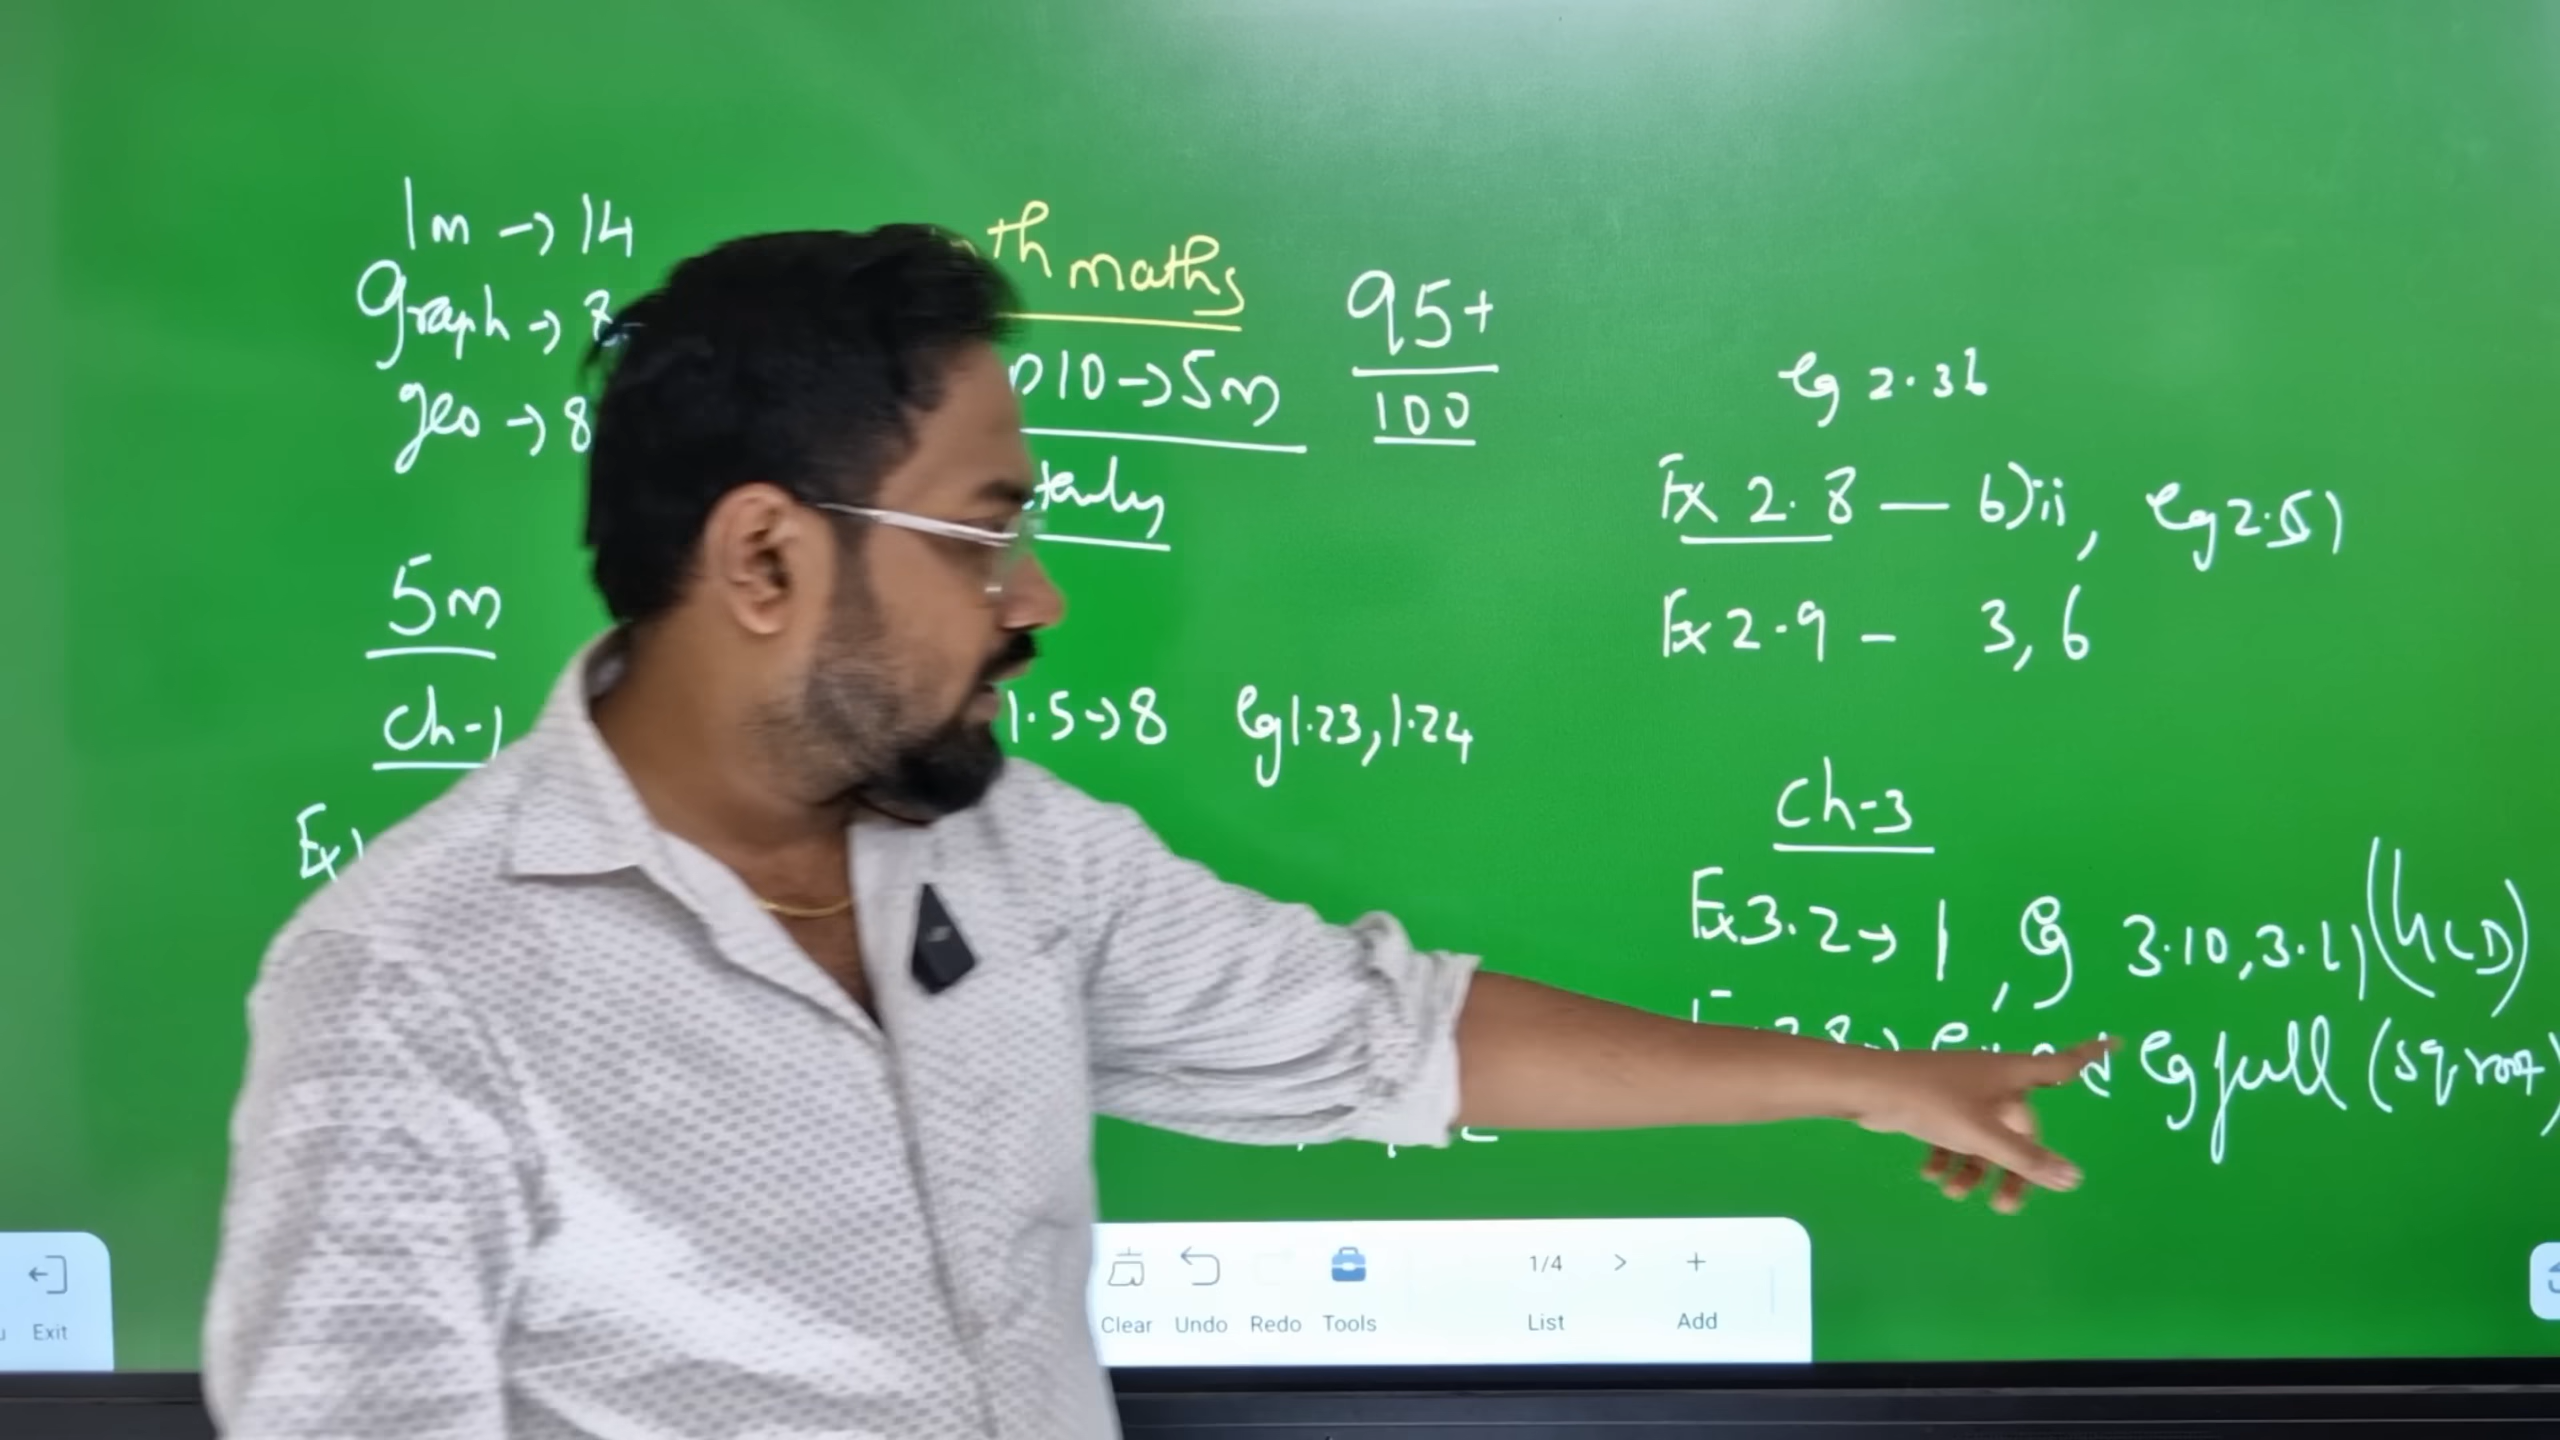 1m → 14
Graph → 8
geo → 8
5m
Ch-1
Ex 1
th maths
10 → 5m
95+
100
1.5 → 8 eg 1.23, 1.24
eg 2.36
Ex 2.8 — 6)ii, eg 2.51
Ex 2.9 - 3, 6
Ch-3
Ex 3.2 → 1, eg 3.10, 3.11 (GCD)
eg full (sq root)
Exit
Clear Undo Redo Tools
1/4 > +
List Add